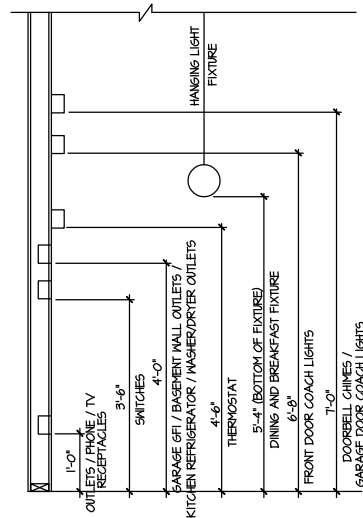 HANGING LIGHT
FIXTURE
1'-0"
OUTLETS / PHONE / TV
RECEPTACLES
3'-6"
SWITCHES
4'-0"
GARAGE GFI / BASEMENT WALL OUTLETS /
KITCHEN REFRIGERATOR / WASHER/DRYER OUTLETS
4'-6"
THERMOSTAT
5'-4" (BOTTOM OF FIXTURE)
DINING AND BREAKFAST FIXTURE
6'-8"
FRONT DOOR COACH LIGHTS
7'-0"
DOORBELL CHIMES /
GARAGE DOOR COACH LIGHTS